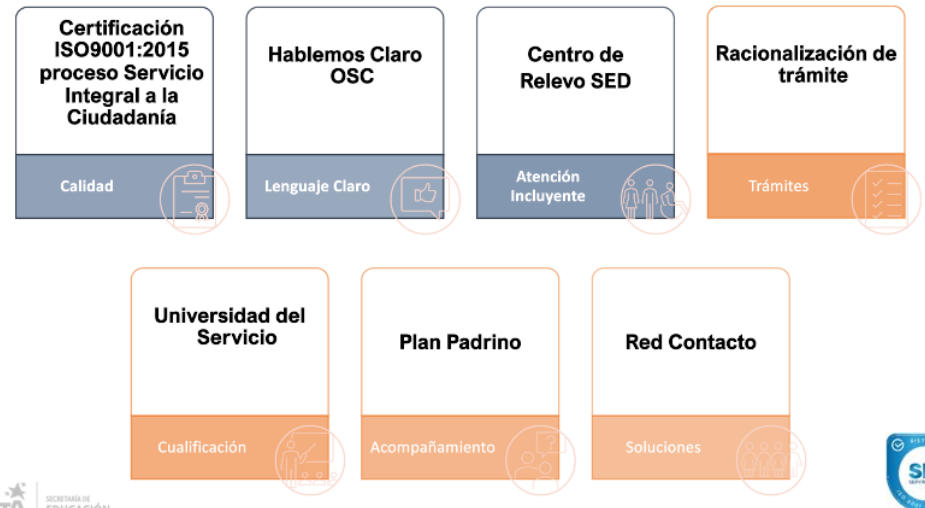 Certificación
ISO9001:2015
proceso Servicio
Integral a la
Ciudadanía
Calidad
Hablemos Claro
OSC
Lenguaje Claro
Centro de
Relevo SED
Atención
Incluyente
Racionalización de
trámite
Trámites
Universidad del
Servicio
Cualificación
Plan Padrino
Acompañamiento
Red Contacto
Soluciones
SECRETARÍA DE